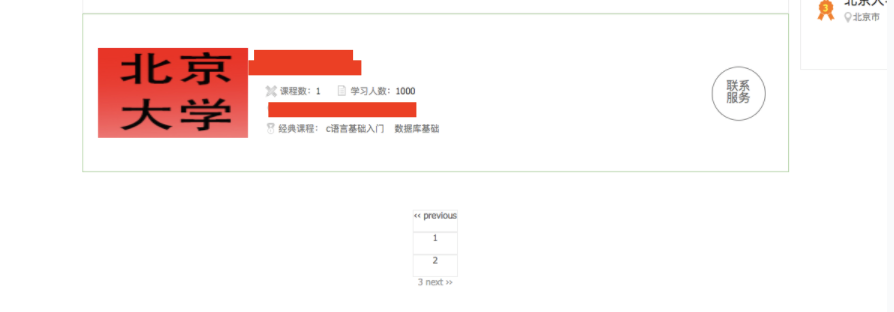 北京大
北京市
北京
大学
课程数：1 学习人数：1000
经典课程： c语言基础入门 数据库基础
联系
服务
‹‹ previous
1
2
3 next ››